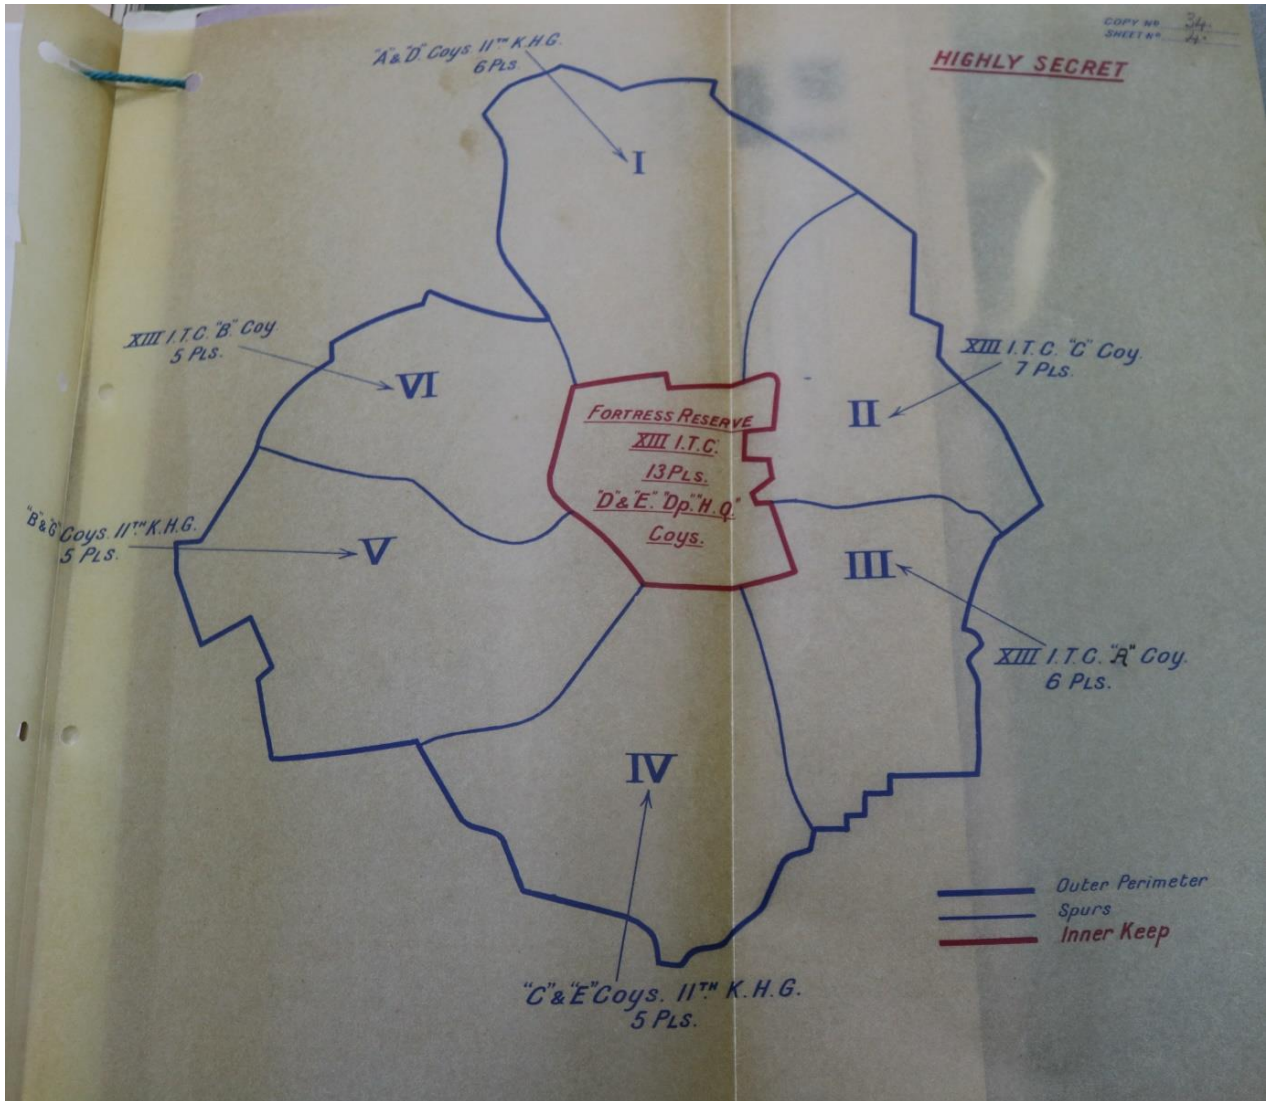 COPY Nº 34.
SHEET Nº 4.
HIGHLY SECRET
"A" & "D" Coys. 11TH K.H.G.
6 PLS
I
XIII I.T.C. "B" Coy.
5 PLS.
VI
XIII I.T.C. "C" Coy.
7 PLS.
II
FORTRESS RESERVE
XIII I.T.C.
13 PLS.
"D" & "E" "Dp" "H.Q."
Coys.
"B" & "G" Coys. 11TH K.H.G.
5 PLS.
V
III
XIII I.T.C. "A" Coy.
6 PLS.
IV
"C" & "E" Coys. 11TH K.H.G.
5 PLS.
Outer Perimeter
Spurs
Inner Keep